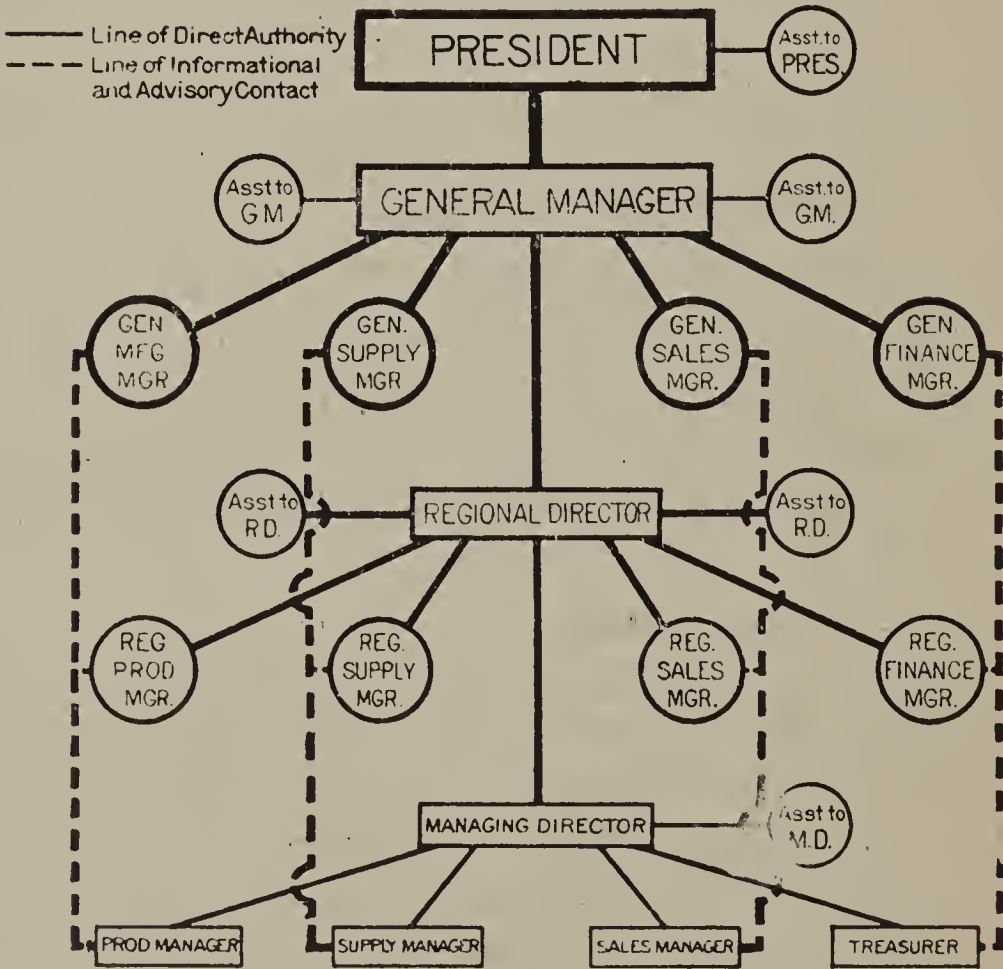 Line of Direct Authority
Line of Informational
and Advisory Contact
PRESIDENT
Asst. to
PRES.
Asst to
G M
GENERAL MANAGER
Asst. to
G.M.
GEN
MFG
MGR
GEN.
SUPPLY
MGR
GEN.
SALES
MGR.
GEN.
FINANCE
MGR.
Asst to
R.D.
REGIONAL DIRECTOR
Asst to
R.D.
REG
PROD
MGR.
REG.
SUPPLY
MGR.
REG.
SALES
MGR.
REG.
FINANCE
MGR.
MANAGING DIRECTOR
Asst to
M.D.
PROD MANAGER
SUPPLY MANAGER
SALES MANAGER
TREASURER